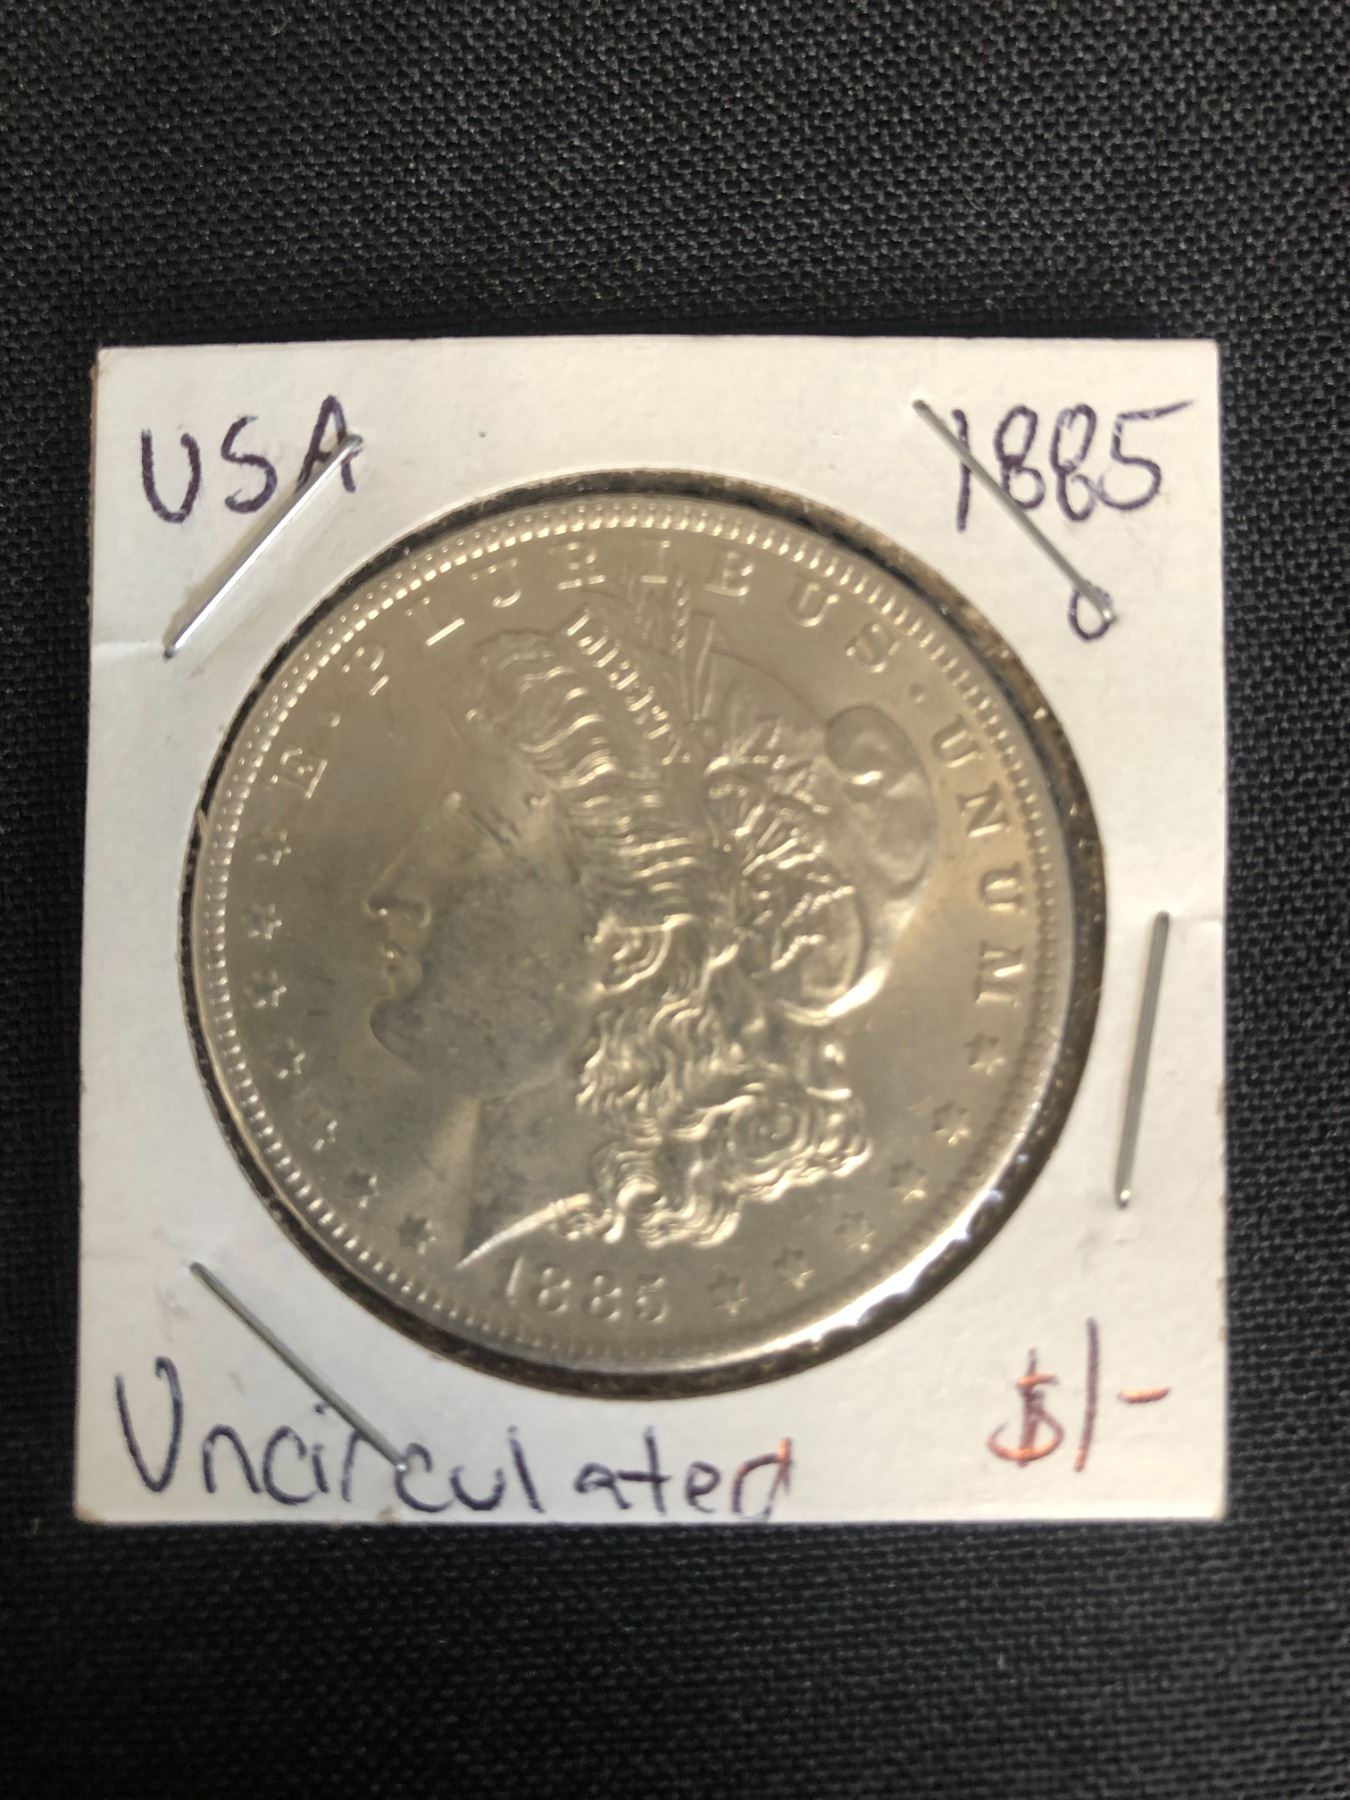 USA
1885
O
E·PLURIBUS·UNUM
LIBERTY
1885
Uncirculated
$1-